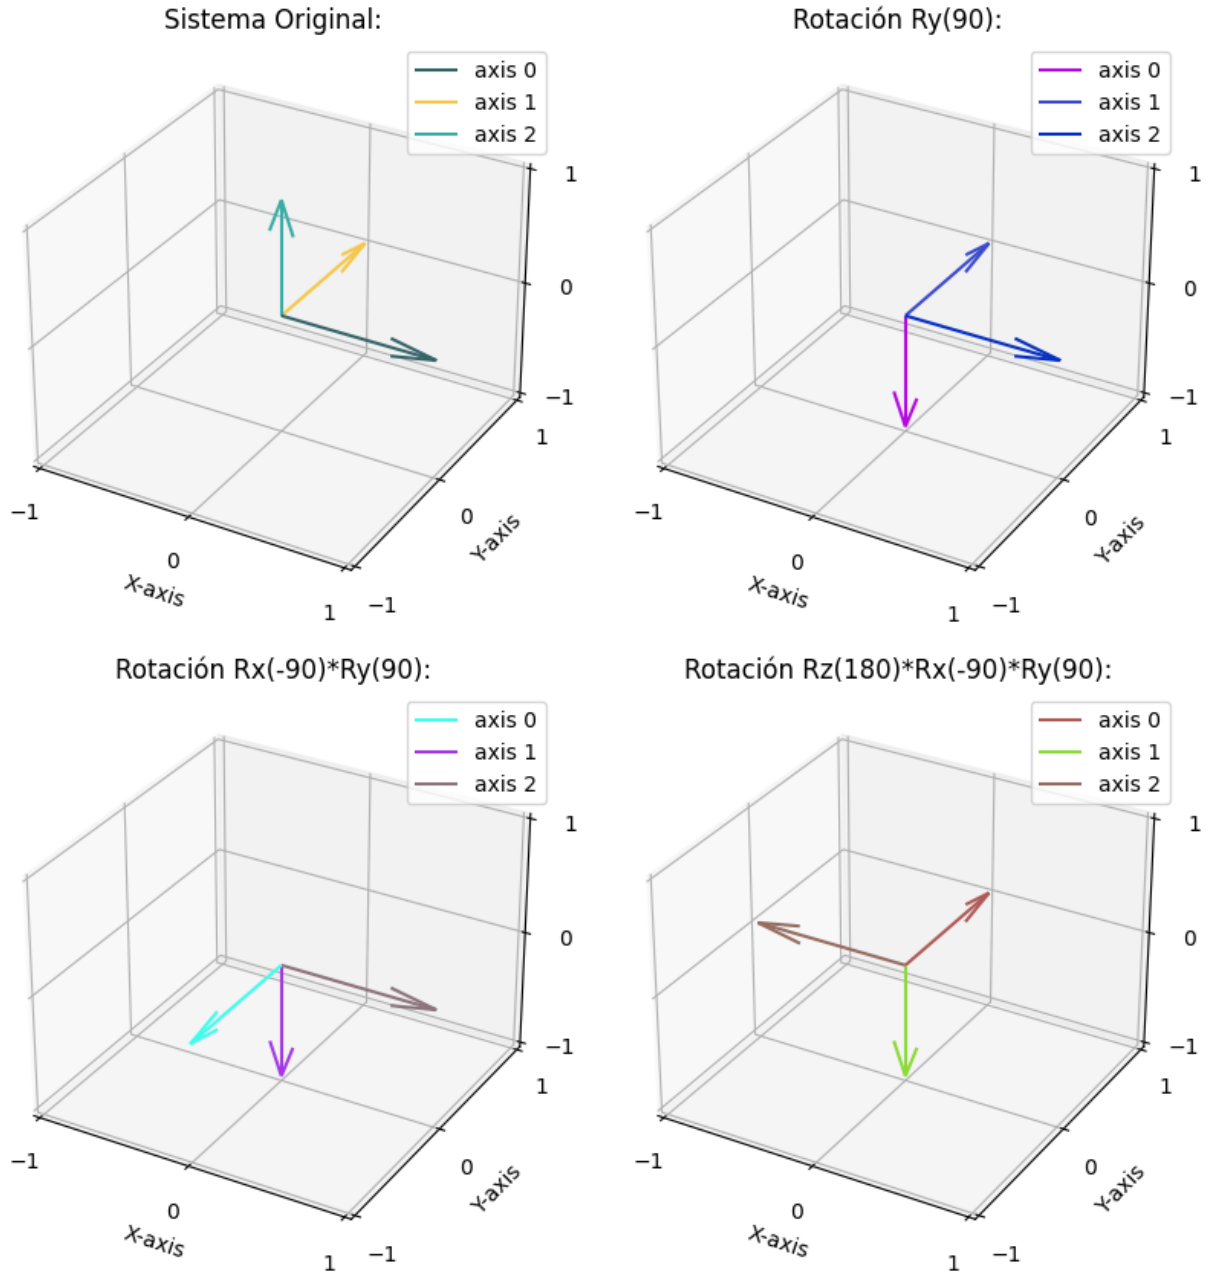 Sistema Original:
axis 0
axis 1
axis 2
1
0
−1
1
0
−1
−1
0
1
X-axis
Y-axis
Rotación Ry(90):
axis 0
axis 1
axis 2
1
0
−1
1
0
−1
−1
0
1
X-axis
Y-axis
Rotación Rx(-90)*Ry(90):
axis 0
axis 1
axis 2
1
0
−1
1
0
−1
−1
0
1
X-axis
Y-axis
Rotación Rz(180)*Rx(-90)*Ry(90):
axis 0
axis 1
axis 2
1
0
−1
1
0
−1
−1
0
1
X-axis
Y-axis